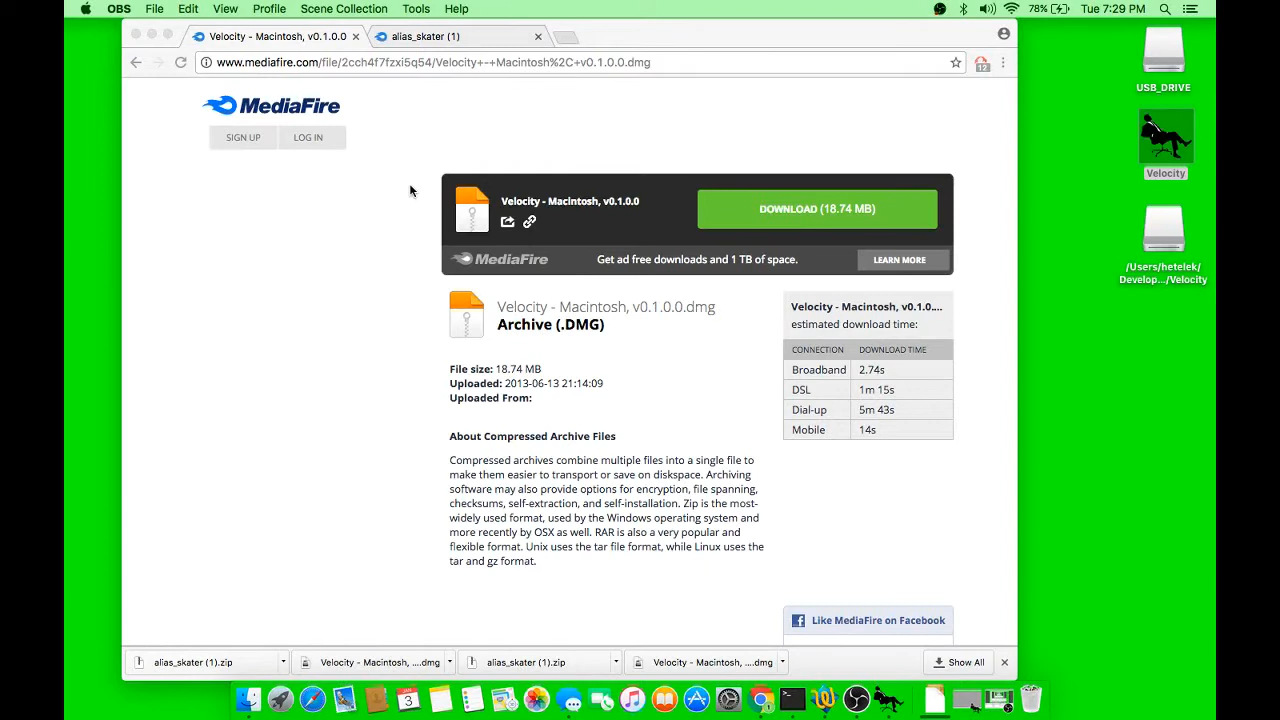 OBS File Edit View Profile Scene Collection Tools Help 78% Tue 7:29 PM
Velocity - Macintosh, v0.1.0.0
alias_skater (1)
www.mediafire.com/file/2cch4f7fzxi5q54/Velocity+-+Macintosh%2C+v0.1.0.0.dmg
12
MediaFire
SIGN UP LOG IN
Velocity - Macintosh, v0.1.0.0
DOWNLOAD (18.74 MB)
MediaFire Get ad free downloads and 1 TB of space. LEARN MORE
Velocity - Macintosh, v0.1.0.0.dmg
Archive (.DMG)
File size: 18.74 MB
Uploaded: 2013-06-13 21:14:09
Uploaded From:
About Compressed Archive Files
Compressed archives combine multiple files into a single file to
make them easier to transport or save on diskspace. Archiving
software may also provide options for encryption, file spanning,
checksums, self-extraction, and self-installation. Zip is the most-
widely used format, used by the Windows operating system and
more recently by OSX as well. RAR is also a very popular and
flexible format. Unix uses the tar file format, while Linux uses the
tar and gz format.
Velocity - Macintosh, v0.1.0....
estimated download time:
CONNECTION DOWNLOAD TIME
Broadband 2.74s
DSL 1m 15s
Dial-up 5m 43s
Mobile 14s
Like MediaFire on Facebook
alias_skater (1).zip
Velocity - Macintosh, ....dmg
alias_skater (1).zip
Velocity - Macintosh, ....dmg
Show All
USB_DRIVE
Velocity
/Users/hetelek/
Develop.../Velocity
JAN
3